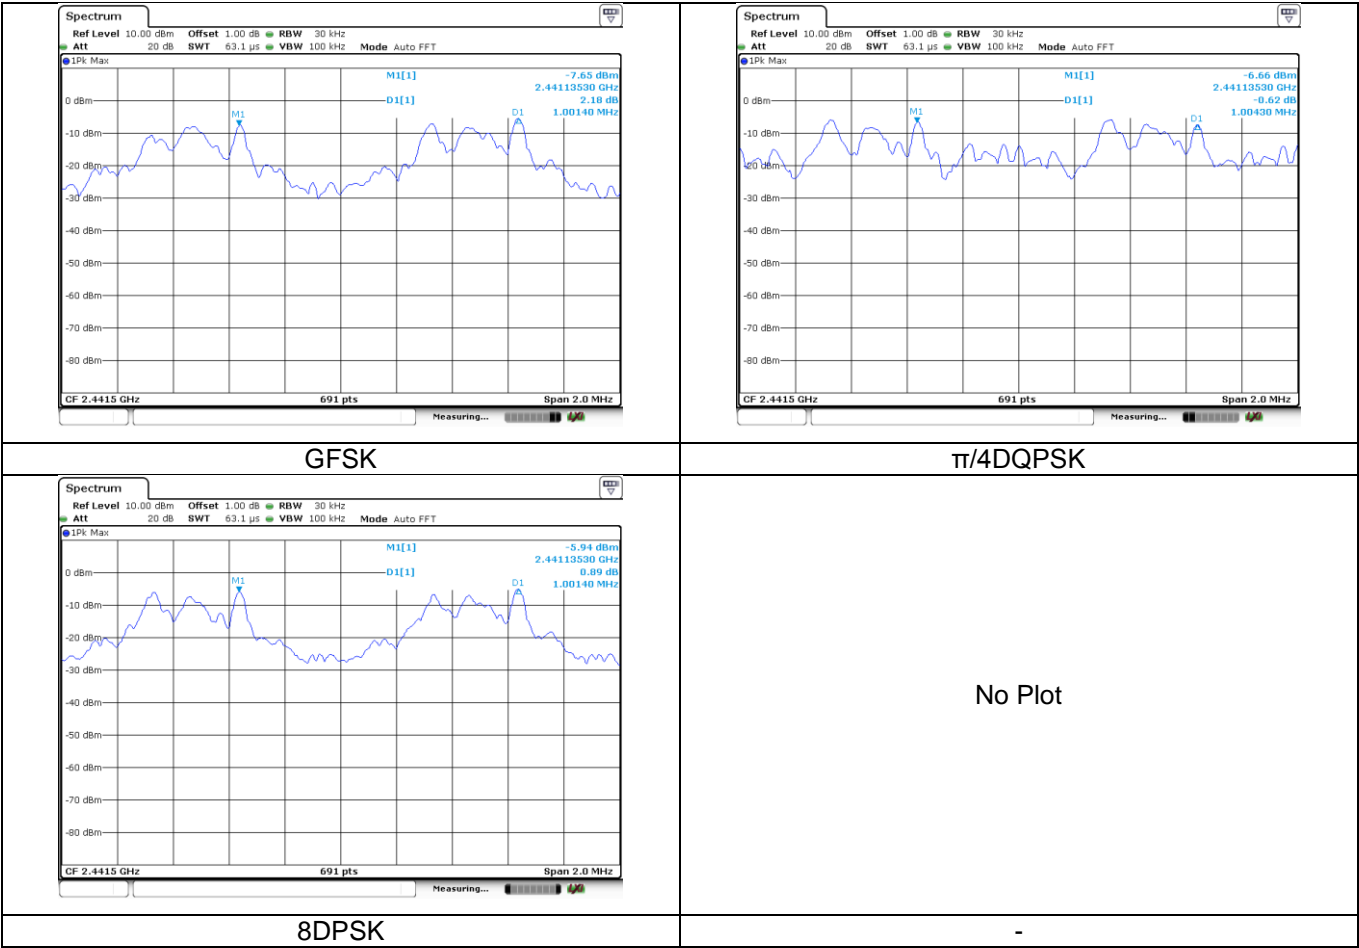 Spectrum
Ref Level 10.00 dBm Offset 1.00 dB RBW 30 kHz
Att 20 dB SWT 63.1 µs VBW 100 kHz Mode Auto FFT
1Pk Max
M1[1] -7.65 dBm
2.44113530 GHz
0 dBm D1[1] 2.18 dB
M1 D1 1.00140 MHz
-10 dBm
-20 dBm
-30 dBm
-40 dBm
-50 dBm
-60 dBm
-70 dBm
-80 dBm
CF 2.4415 GHz 691 pts Span 2.0 MHz
Measuring... LXI
GFSK
Spectrum
Ref Level 10.00 dBm Offset 1.00 dB RBW 30 kHz
Att 20 dB SWT 63.1 µs VBW 100 kHz Mode Auto FFT
1Pk Max
M1[1] -6.66 dBm
2.44113530 GHz
0 dBm D1[1] -0.62 dB
M1 D1 1.00430 MHz
-10 dBm
-20 dBm
-30 dBm
-40 dBm
-50 dBm
-60 dBm
-70 dBm
-80 dBm
CF 2.4415 GHz 691 pts Span 2.0 MHz
Measuring... LXI
π/4DQPSK
Spectrum
Ref Level 10.00 dBm Offset 1.00 dB RBW 30 kHz
Att 20 dB SWT 63.1 µs VBW 100 kHz Mode Auto FFT
1Pk Max
M1[1] -5.94 dBm
2.44113530 GHz
0 dBm D1[1] 0.89 dB
M1 D1 1.00140 MHz
-10 dBm
-20 dBm
-30 dBm
-40 dBm
-50 dBm
-60 dBm
-70 dBm
-80 dBm
CF 2.4415 GHz 691 pts Span 2.0 MHz
Measuring... LXI
8DPSK
No Plot
-